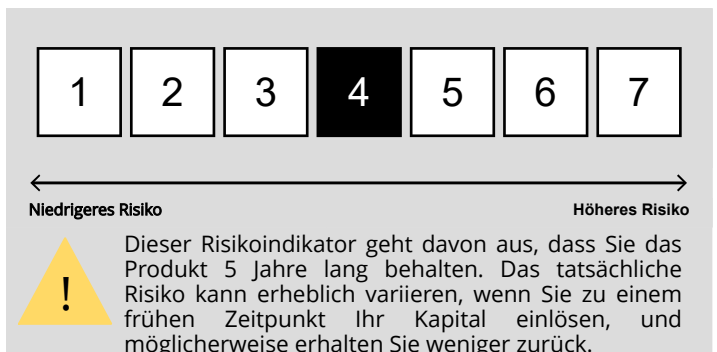 1 2 3 4 5 6 7
Niedrigeres Risiko Höheres Risiko
Dieser Risikoindikator geht davon aus, dass Sie das
Produkt 5 Jahre lang behalten. Das tatsächliche
! Risiko kann erheblich variieren, wenn Sie zu einem
frühen Zeitpunkt Ihr Kapital einlösen, und
möglicherweise erhalten Sie weniger zurück.